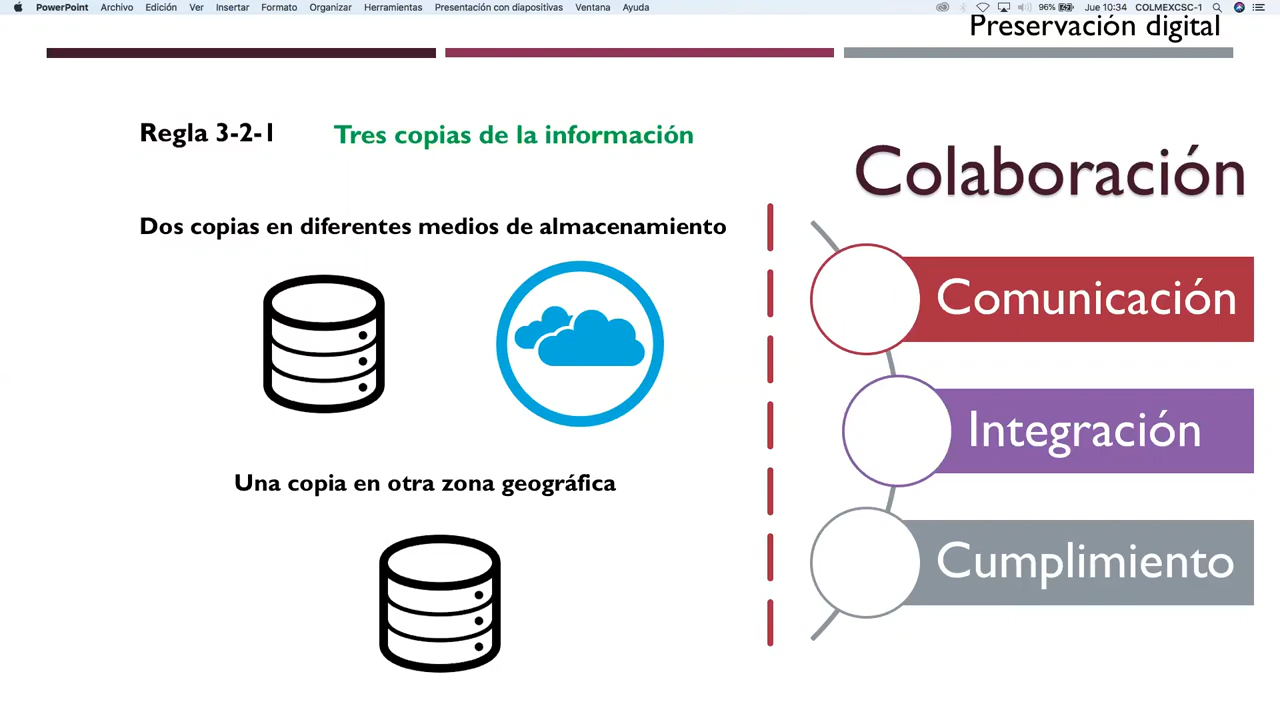 PowerPoint Archivo Edición Ver Insertar Formato Organizar Herramientas Presentación con diapositivas Ventana Ayuda 96% Jue 10:34 COLMEXCSC-1
Preservación digital
Regla 3-2-1 Tres copias de la información
Dos copias en diferentes medios de almacenamiento
Una copia en otra zona geográfica
Colaboración
Comunicación
Integración
Cumplimiento